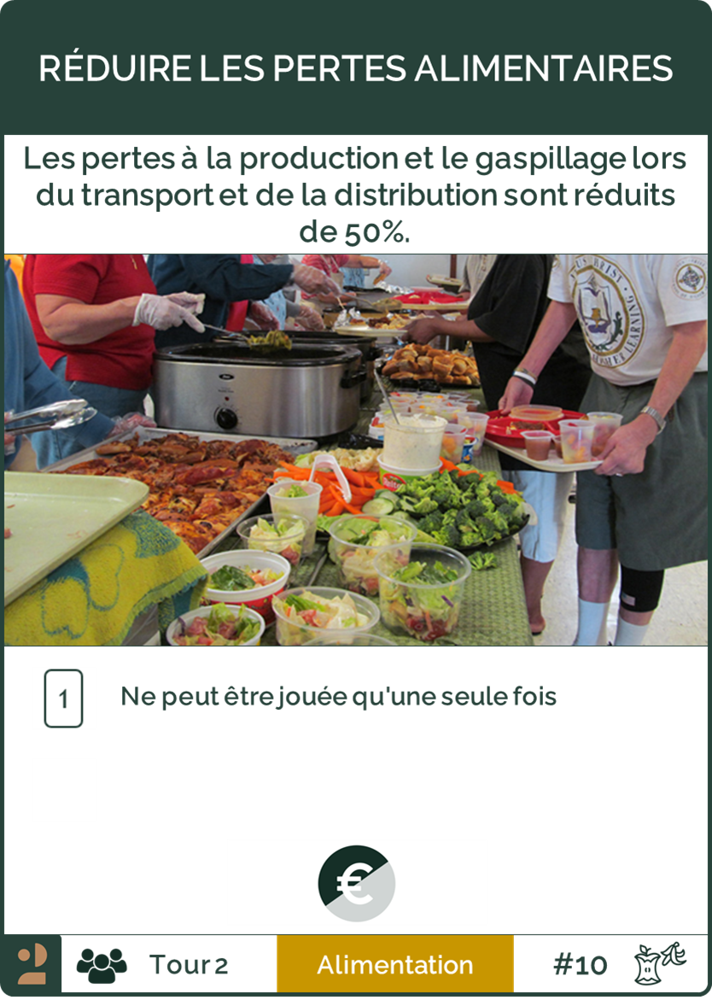 RÉDUIRE LES PERTES ALIMENTAIRES
Les pertes à la production et le gaspillage lors
du transport et de la distribution sont réduits
de 50%.
1 Ne peut être jouée qu'une seule fois
€
Tour 2 Alimentation #10